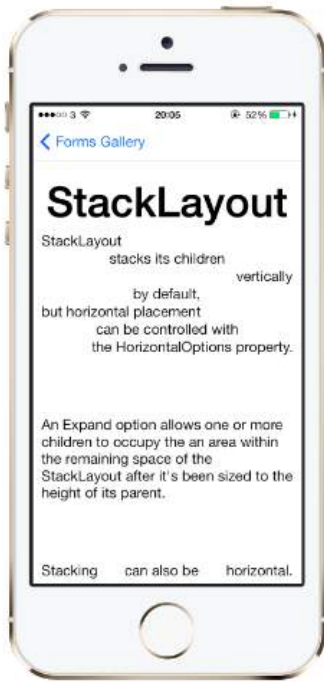 3 20:05 52%
Forms Gallery
StackLayout
StackLayout
stacks its children
vertically
by default,
but horizontal placement
can be controlled with
the HorizontalOptions property.
An Expand option allows one or more
children to occupy the an area within
the remaining space of the
StackLayout after it's been sized to the
height of its parent.
Stacking can also be horizontal.